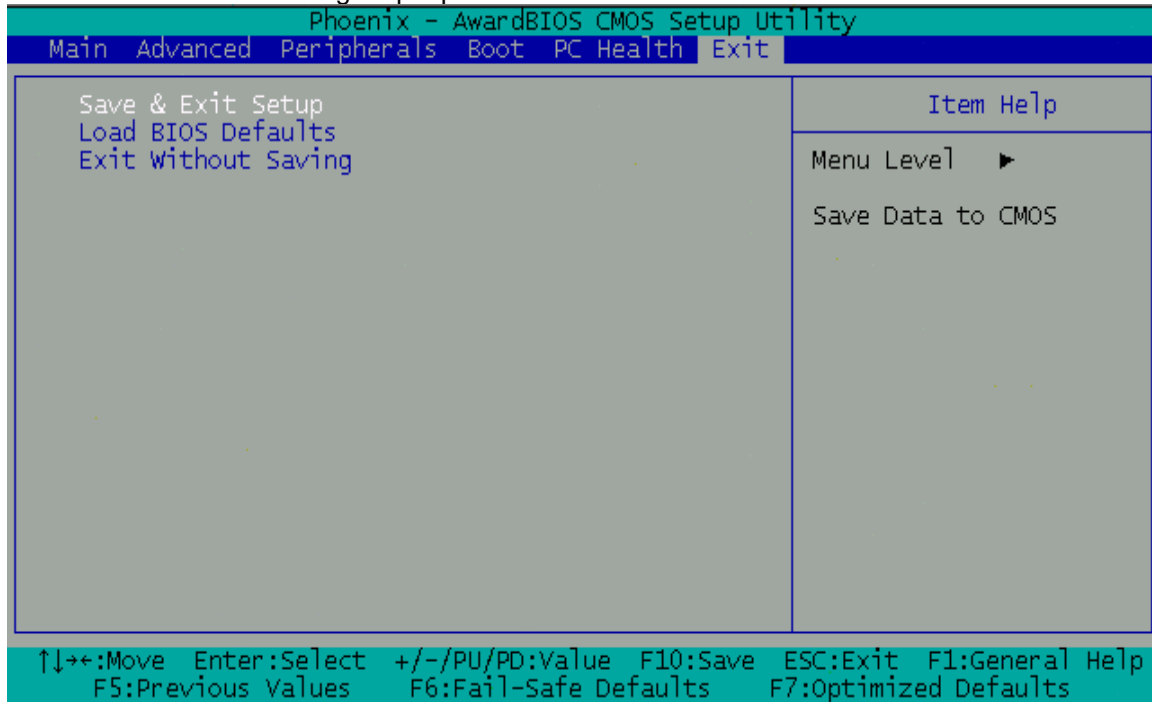 Phoenix - AwardBIOS CMOS Setup Utility
Main Advanced Peripherals Boot PC Health Exit
Save & Exit Setup
Load BIOS Defaults
Exit Without Saving
Item Help
Menu Level ▶
Save Data to CMOS
↑↓→←:Move Enter:Select +/-/PU/PD:Value F10:Save ESC:Exit F1:General Help
F5:Previous Values F6:Fail-Safe Defaults F7:Optimized Defaults